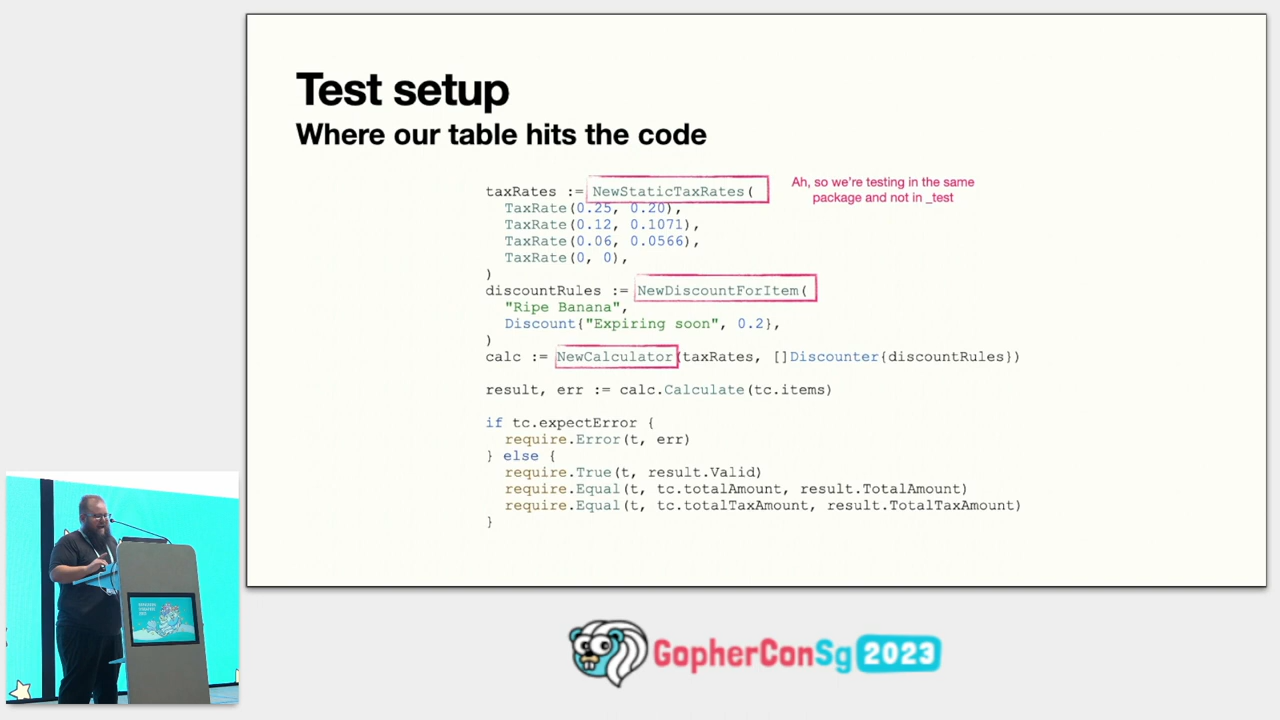 Test setup
Where our table hits the code
taxRates := NewStaticTaxRates(
TaxRate(0.25, 0.20),
TaxRate(0.12, 0.1071),
TaxRate(0.06, 0.0566),
TaxRate(0, 0),
)
discountRules := NewDiscountForItem(
"Ripe Banana",
Discount{"Expiring soon", 0.2},
)
calc := NewCalculator(taxRates, []Discounter{discountRules})
result, err := calc.Calculate(tc.items)
if tc.expectError {
require.Error(t, err)
} else {
require.True(t, result.Valid)
require.Equal(t, tc.totalAmount, result.TotalAmount)
require.Equal(t, tc.totalTaxAmount, result.TotalTaxAmount)
}
Ah, so we're testing in the same
package and not in _test
GopherConSg 2023